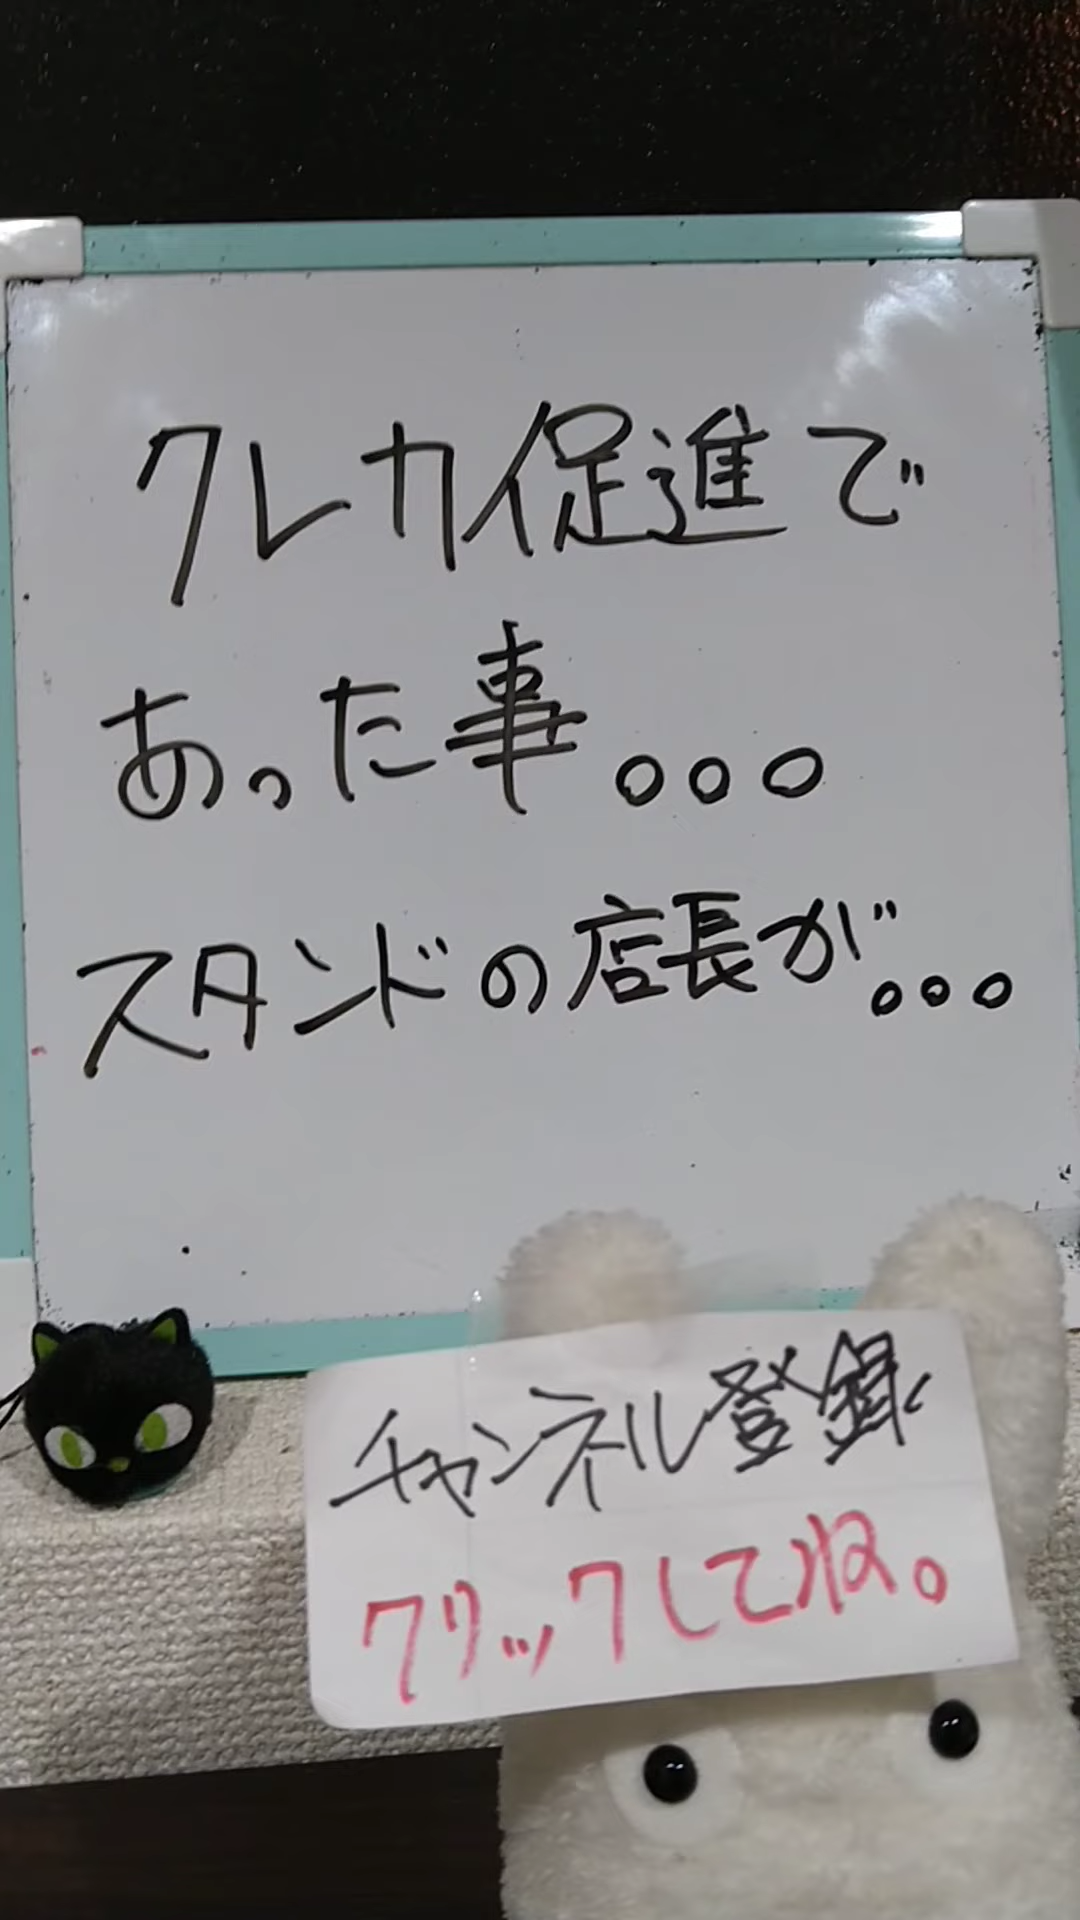 クレカ促進で
あった事。。。
スタンドの店長が。。。
チャンネル登録
クリックしてね。